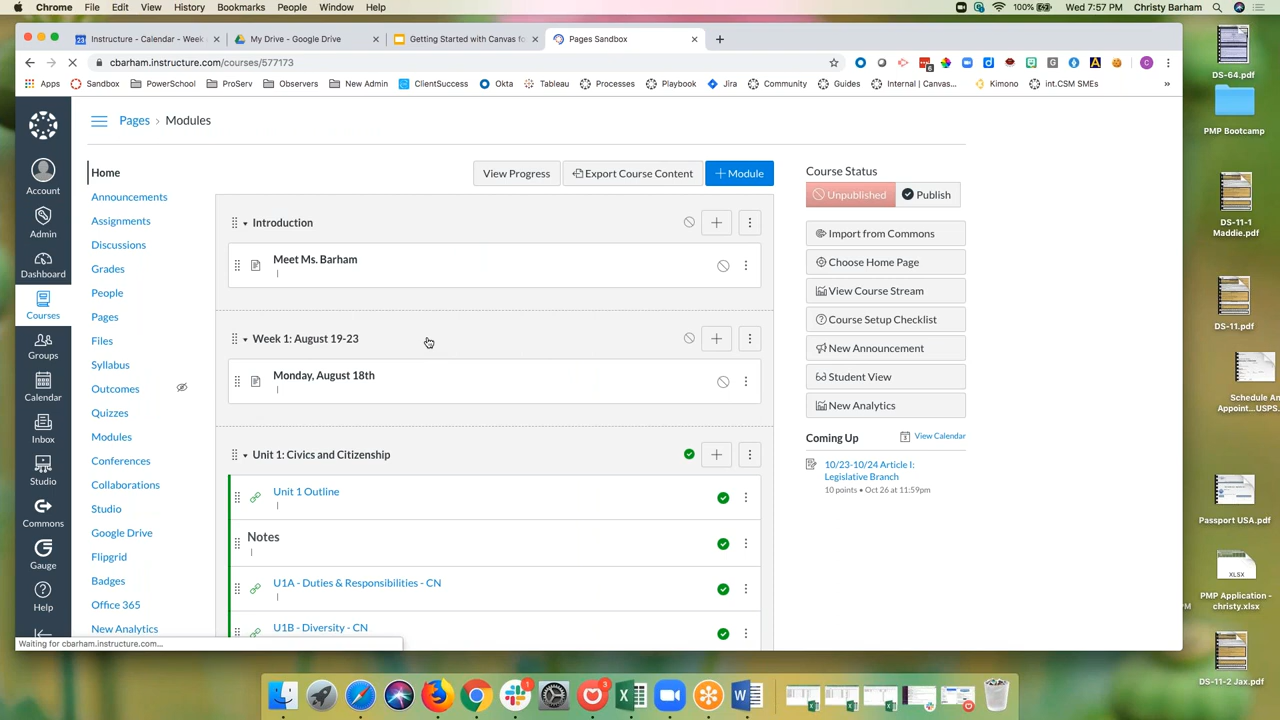 Chrome File Edit View History Bookmarks People Window Help
100% Wed 7:57 PM Christy Barham
Instructure - Calendar - Week
My Drive - Google Drive
Getting Started with Canvas fo
Pages Sandbox
cbarham.instructure.com/courses/577173
Apps Sandbox PowerSchool ProServ Observers New Admin ClientSuccess Okta Tableau Processes Playbook Jira Community Guides Internal | Canvas... Kimono int.CSM SMEs »
Account
Admin
Dashboard
Courses
Groups
Calendar
Inbox
Studio
Commons
Gauge
Help
Pages › Modules
Home
Announcements
Assignments
Discussions
Grades
People
Pages
Files
Syllabus
Outcomes
Quizzes
Modules
Conferences
Collaborations
Studio
Google Drive
Flipgrid
Badges
Office 365
New Analytics
View Progress
Export Course Content
+ Module
Introduction
Meet Ms. Barham
Week 1: August 19-23
Monday, August 18th
Unit 1: Civics and Citizenship
Unit 1 Outline
Notes
U1A - Duties & Responsibilities - CN
U1B - Diversity - CN
Course Status
Unpublished
Publish
Import from Commons
Choose Home Page
View Course Stream
Course Setup Checklist
New Announcement
Student View
New Analytics
Coming Up
View Calendar
10/23-10/24 Article I:
Legislative Branch
10 points • Oct 26 at 11:59pm
Waiting for cbarham.instructure.com...
DS-64.pdf
PMP Bootcamp
DS-11-1
Maddie.pdf
DS-11.pdf
Schedule An
Appoint...USPS.
Passport USA.pdf
XLSX
PM
PMP Application -
christy.xlsx
DS-11-2 Jax.pdf